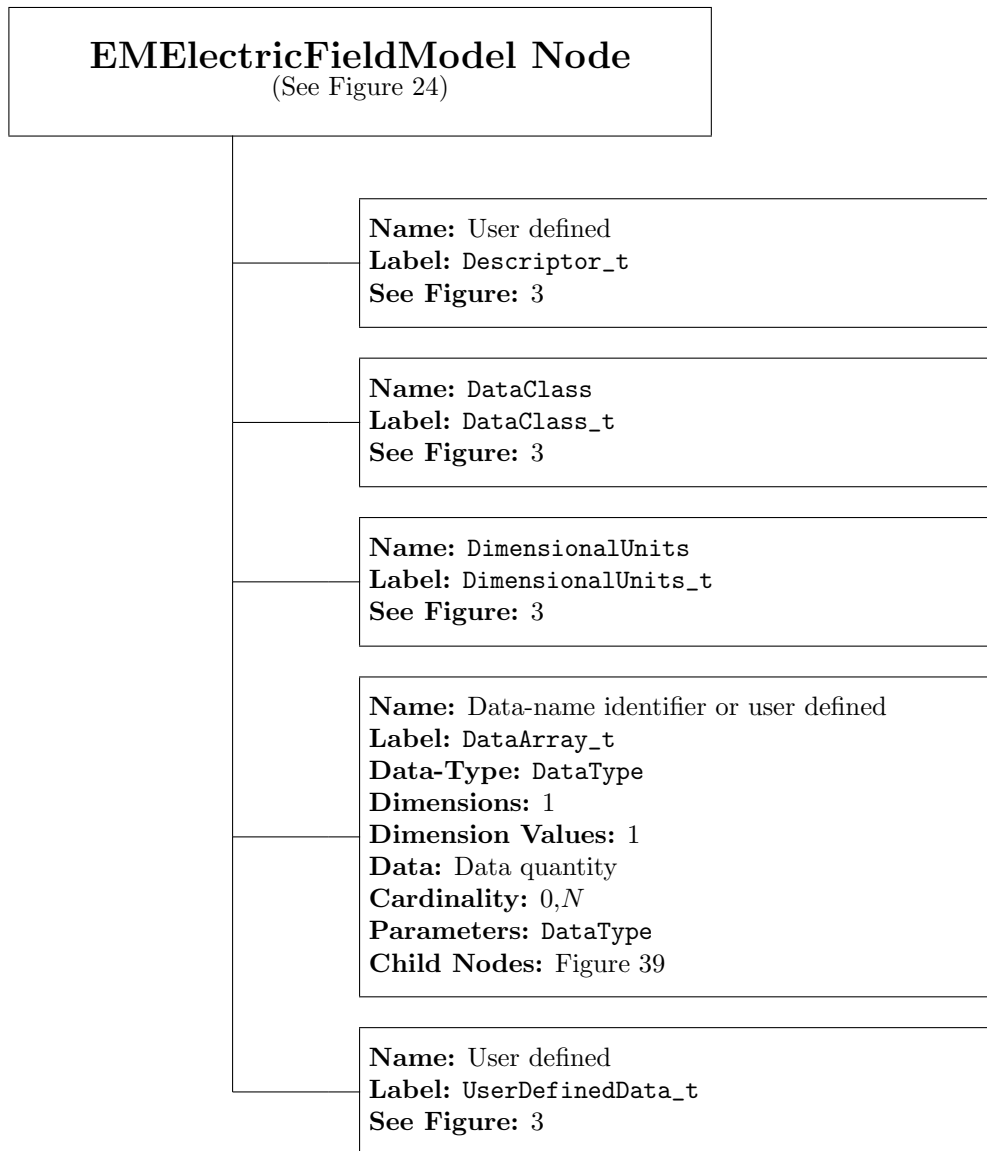 EMElectricFieldModel Node
(See Figure 24)
Name: User defined
Label: Descriptor_t
See Figure: 3
Name: DataClass
Label: DataClass_t
See Figure: 3
Name: DimensionalUnits
Label: DimensionalUnits_t
See Figure: 3
Name: Data-name identifier or user defined
Label: DataArray_t
Data-Type: DataType
Dimensions: 1
Dimension Values: 1
Data: Data quantity
Cardinality: 0,N
Parameters: DataType
Child Nodes: Figure 39
Name: User defined
Label: UserDefinedData_t
See Figure: 3